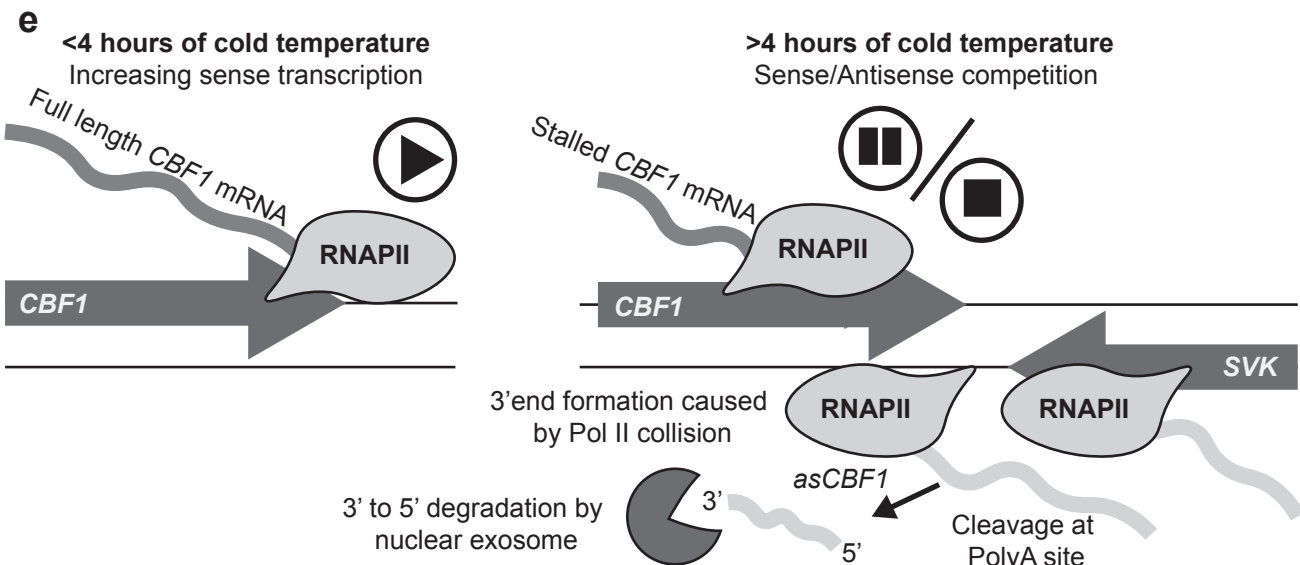 e
<4 hours of cold temperature
Increasing sense transcription
Full length CBF1 mRNA
RNAPII
CBF1
>4 hours of cold temperature
Sense/Antisense competition
Stalled CBF1 mRNA
RNAPII
CBF1
SVK
RNAPII
RNAPII
3’end formation caused
by Pol II collision
asCBF1
3’ to 5’ degradation by
nuclear exosome
3’
5’
Cleavage at
PolyA site